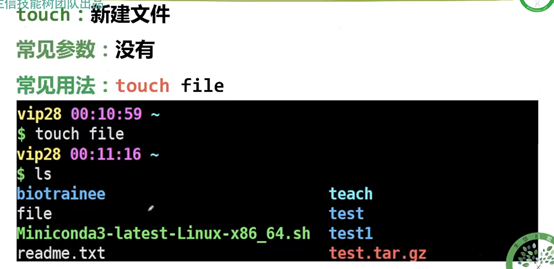 生信技能树团队出品
touch：新建文件
常见参数：没有
常见用法：touch file
vip28 00:10:59 ~
$ touch file
vip28 00:11:16 ~
$ ls
biotrainee teach
file test
Miniconda3-latest-Linux-x86_64.sh test1
readme.txt test.tar.gz